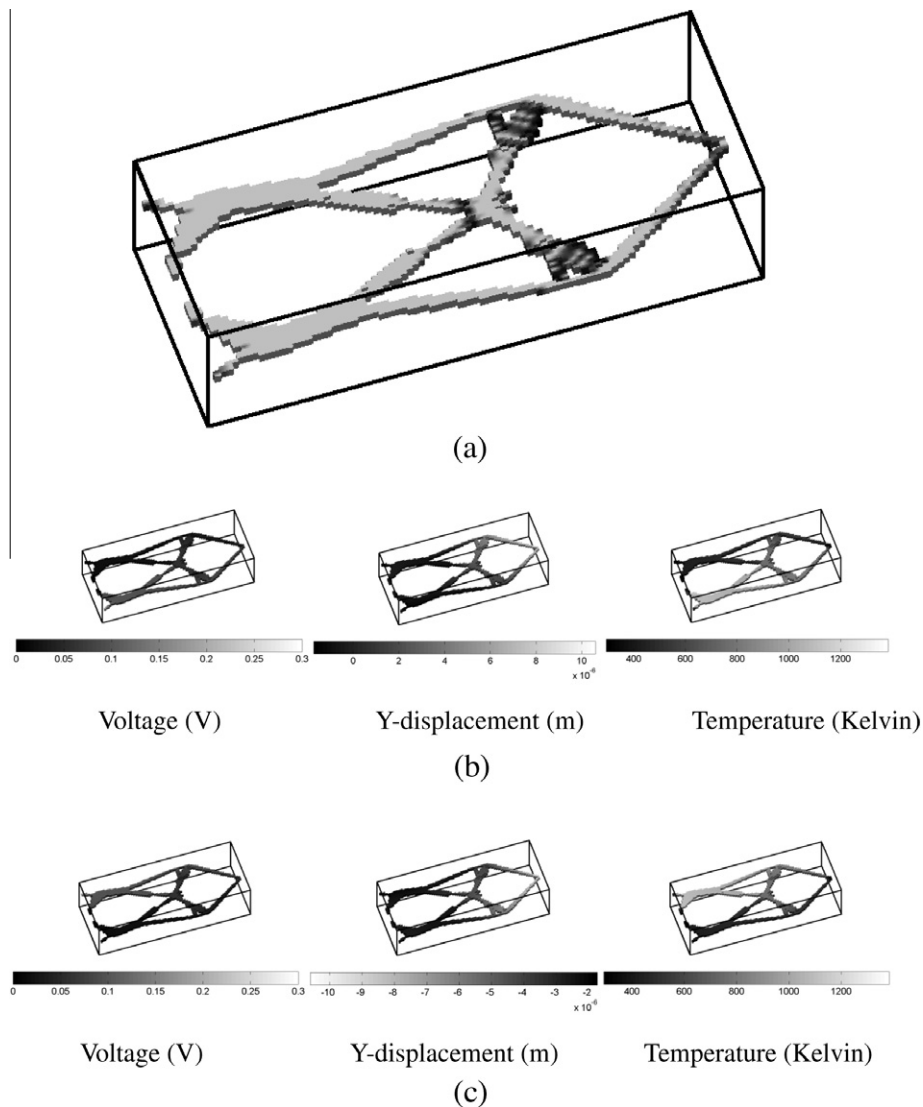 (a)
0 0.05 0.1 0.15 0.2 0.25 0.3
0 2 4 6 8 10
x 10⁻⁶
400 600 800 1000 1200
Voltage (V) Y-displacement (m) Temperature (Kelvin)
(b)
0 0.05 0.1 0.15 0.2 0.25 0.3
-10 -9 -8 -7 -6 -5 -4 -3 -2
x 10⁻⁶
400 600 800 1000 1200
Voltage (V) Y-displacement (m) Temperature (Kelvin)
(c)